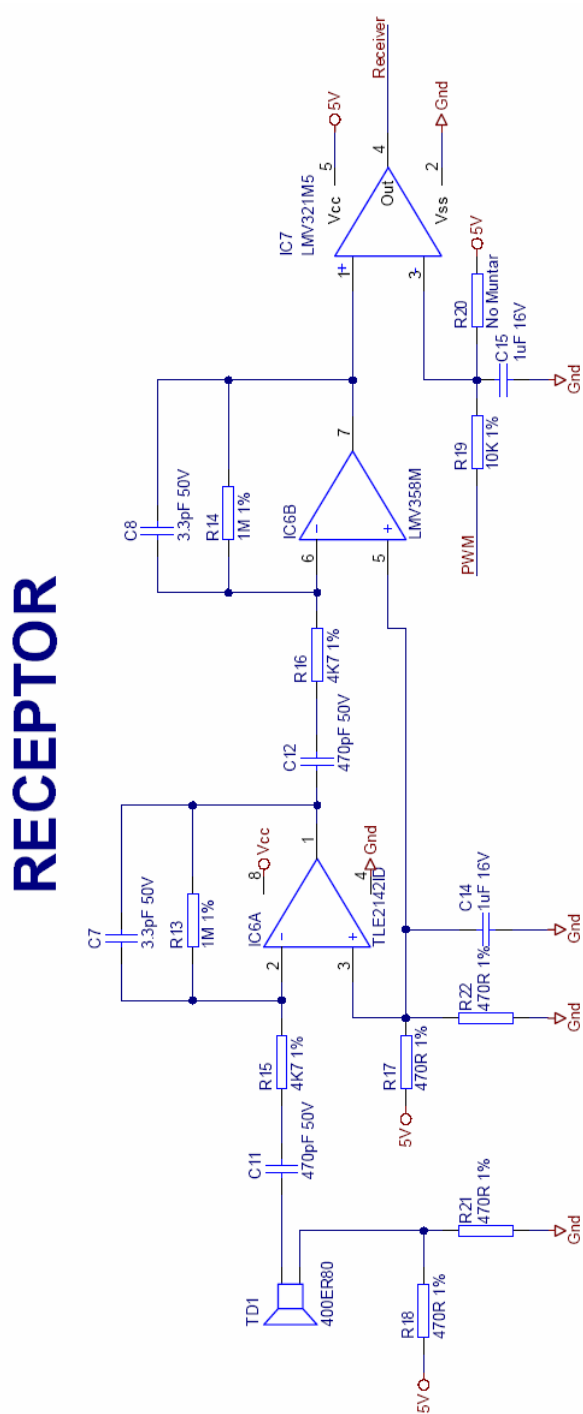 RECEPTOR
TD1
400ER80
C11
470pF 50V
R15
4K7 1%
C7
3.3pF 50V
R13
1M 1%
IC6A
2
3
-
+
1
8
Vcc
4
Gnd
TLE2142ID
C12
470pF 50V
R16
4K7 1%
C8
3.3pF 50V
R14
1M 1%
IC6B
6
5
-
+
7
LMV358M
IC7
LMV321M5
1+
3-
Out
4
Receiver
Vcc
5
5V
Vss
2
Gnd
5V
R18
470R 1%
R21
470R 1%
Gnd
5V
R17
470R 1%
R22
470R 1%
Gnd
C14
1uF 16V
Gnd
PWM
R19
10K 1%
R20
No Muntar
5V
C15
1uF 16V
Gnd